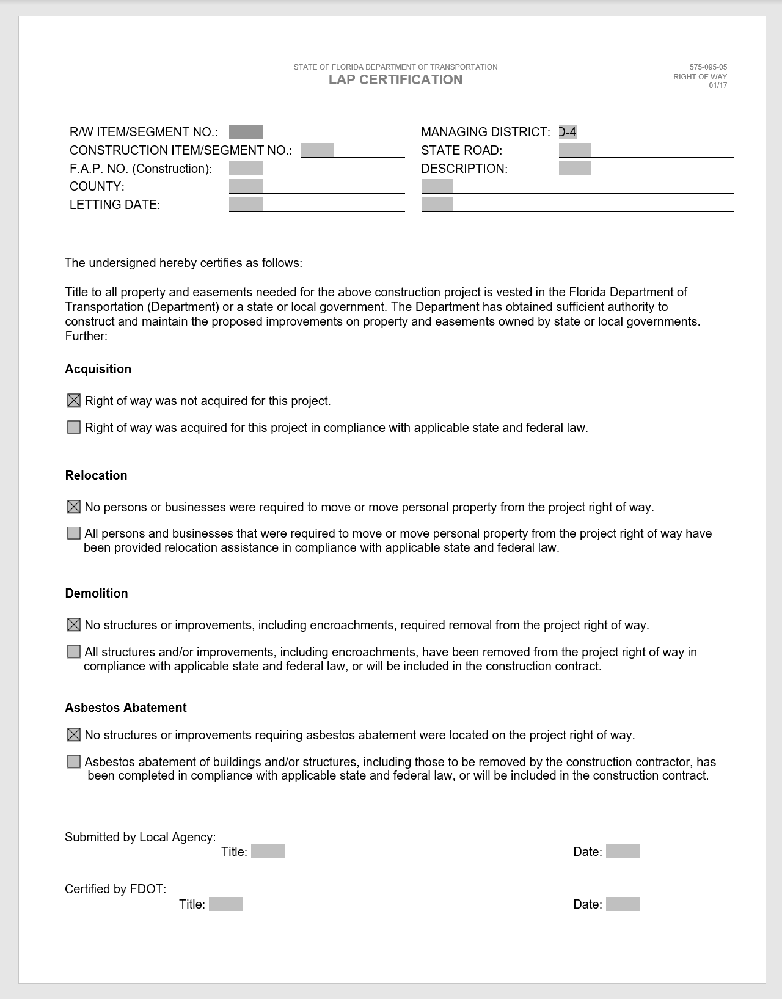 STATE OF FLORIDA DEPARTMENT OF TRANSPORTATION
LAP CERTIFICATION
575-095-05
RIGHT OF WAY
01/17
R/W ITEM/SEGMENT NO.:
MANAGING DISTRICT: D-4
CONSTRUCTION ITEM/SEGMENT NO.:
STATE ROAD:
F.A.P. NO. (Construction):
DESCRIPTION:
COUNTY:
LETTING DATE:
The undersigned hereby certifies as follows:
Title to all property and easements needed for the above construction project is vested in the Florida Department of
Transportation (Department) or a state or local government. The Department has obtained sufficient authority to
construct and maintain the proposed improvements on property and easements owned by state or local governments.
Further:
Acquisition
Right of way was not acquired for this project.
Right of way was acquired for this project in compliance with applicable state and federal law.
Relocation
No persons or businesses were required to move or move personal property from the project right of way.
All persons and businesses that were required to move or move personal property from the project right of way have
been provided relocation assistance in compliance with applicable state and federal law.
Demolition
No structures or improvements, including encroachments, required removal from the project right of way.
All structures and/or improvements, including encroachments, have been removed from the project right of way in
compliance with applicable state and federal law, or will be included in the construction contract.
Asbestos Abatement
No structures or improvements requiring asbestos abatement were located on the project right of way.
Asbestos abatement of buildings and/or structures, including those to be removed by the construction contractor, has
been completed in compliance with applicable state and federal law, or will be included in the construction contract.
Submitted by Local Agency:
Title:
Date:
Certified by FDOT:
Title:
Date: